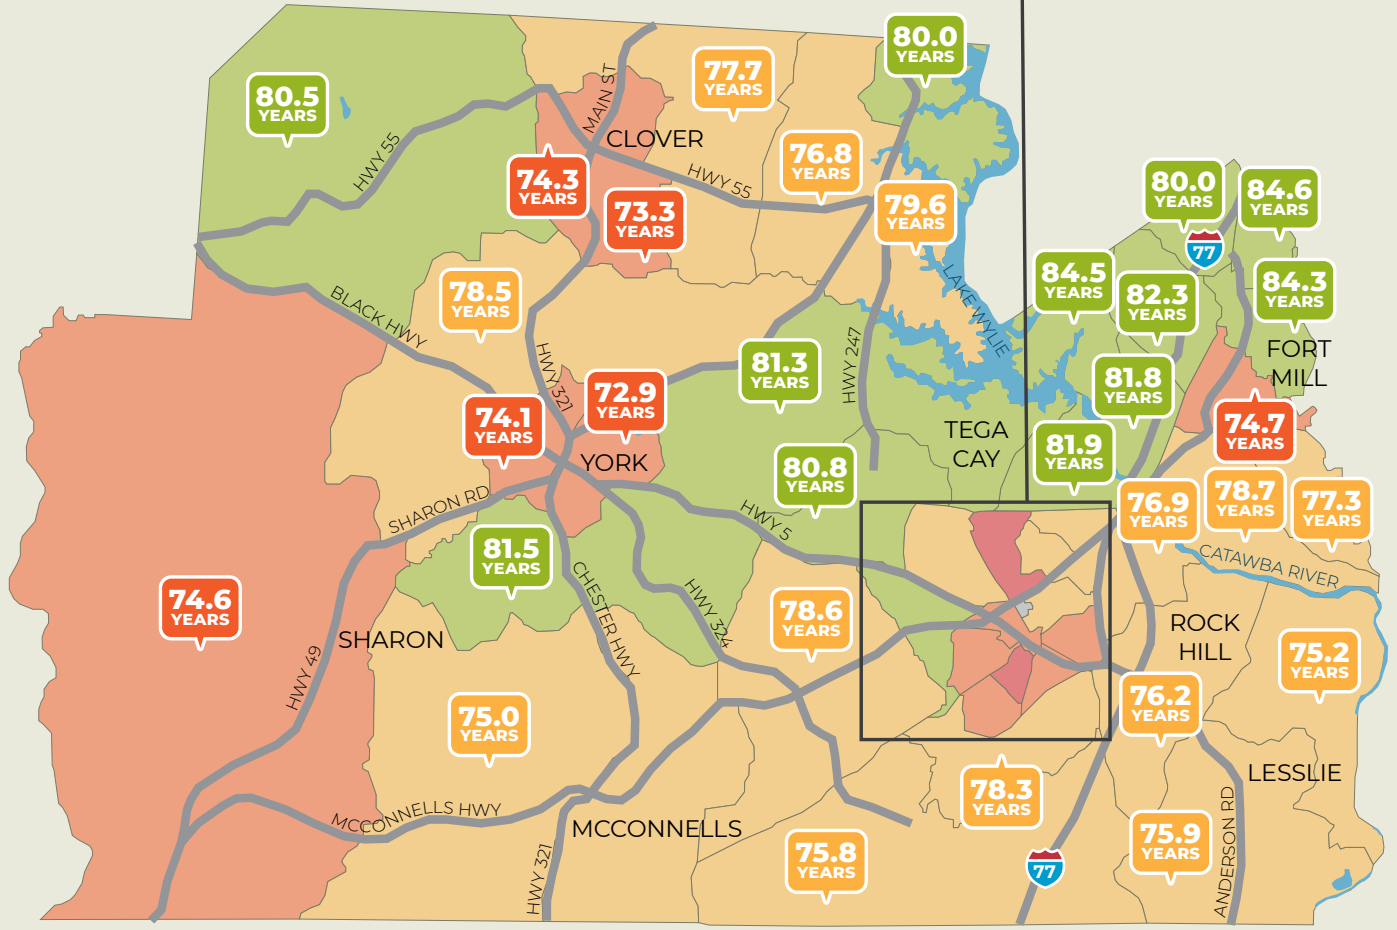 80.0
YEARS
77.7
YEARS
80.5
YEARS
MAIN ST
CLOVER
HWY 55
76.8
YEARS
HWY 55
74.3
YEARS
73.3
YEARS
79.6
YEARS
80.0
YEARS
84.6
YEARS
77
84.5
YEARS
82.3
YEARS
84.3
YEARS
LAKE WYLIE
78.5
YEARS
BLACK HWY
HWY 321
HWY 247
81.3
YEARS
FORT
MILL
81.8
YEARS
72.9
YEARS
74.1
YEARS
74.7
YEARS
YORK
TEGA
CAY
81.9
YEARS
80.8
YEARS
SHARON RD
HWY 5
76.9
YEARS
78.7
YEARS
77.3
YEARS
81.5
YEARS
CATAWBA RIVER
CHESTER HWY
HWY 324
74.6
YEARS
78.6
YEARS
SHARON
ROCK
HILL
75.2
YEARS
HWY 49
75.0
YEARS
76.2
YEARS
LESSLIE
78.3
YEARS
MCCONNELLS HWY
MCCONNELLS
75.8
YEARS
75.9
YEARS
77
HWY 321
ANDERSON RD